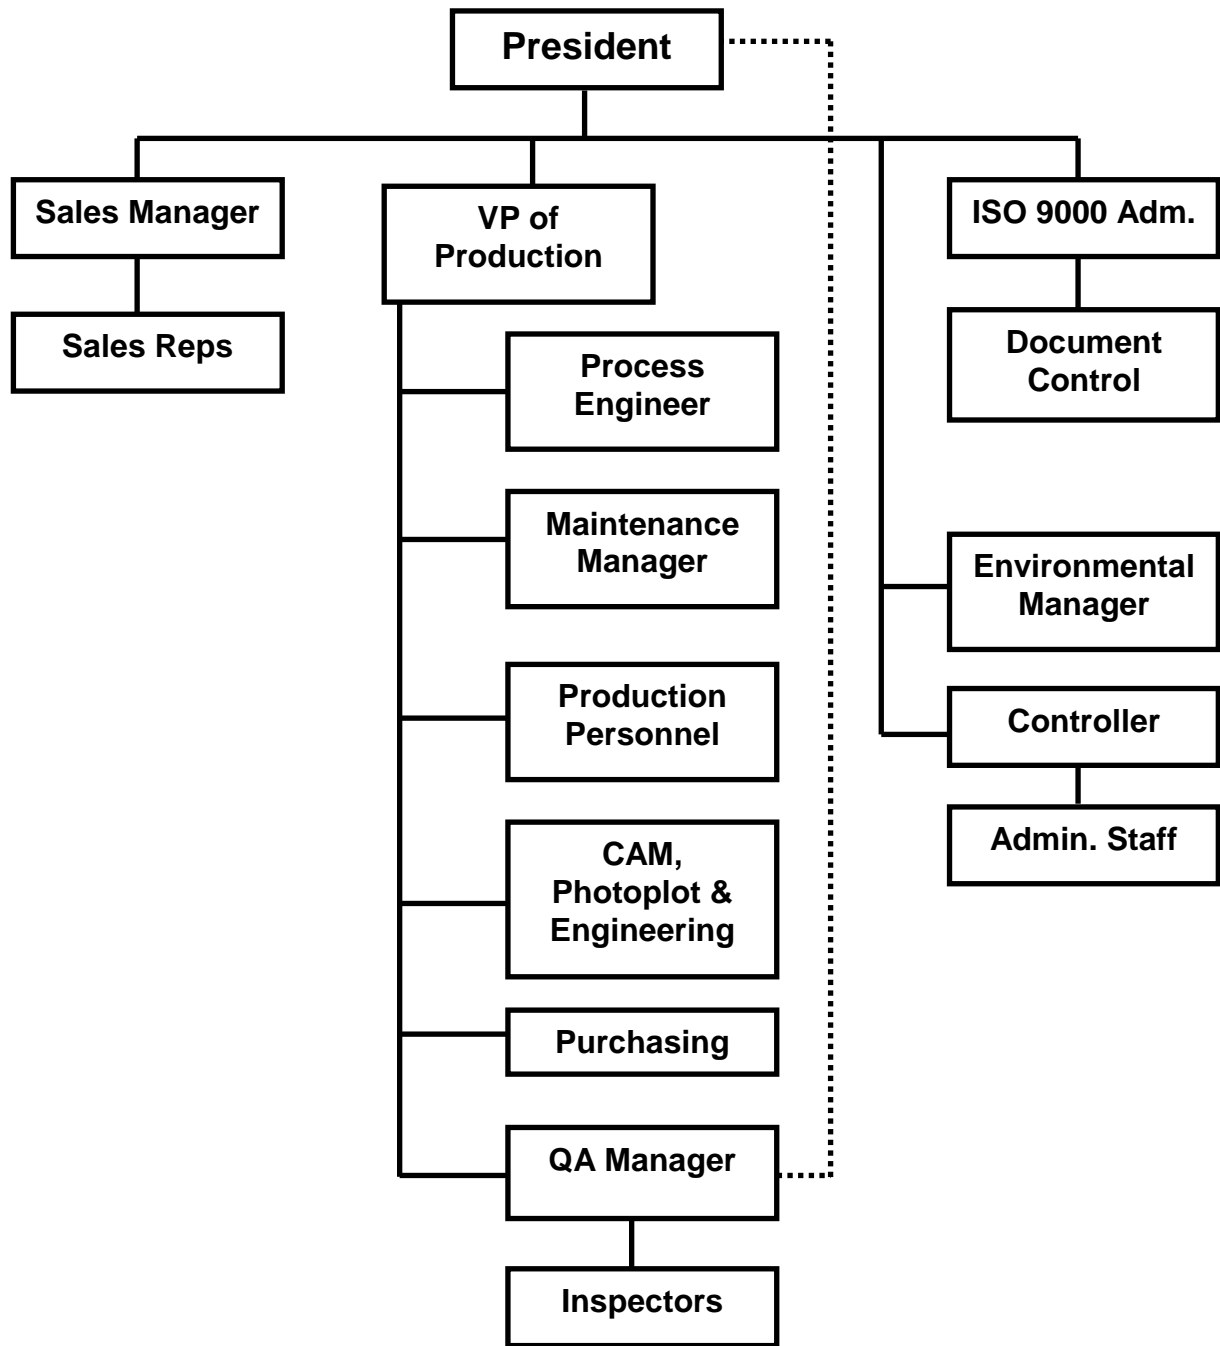 President
Sales Manager
VP of
Production
ISO 9000 Adm.
Sales Reps
Document
Control
Process
Engineer
Maintenance
Manager
Environmental
Manager
Production
Personnel
Controller
CAM,
Photoplot &
Engineering
Admin. Staff
Purchasing
QA Manager
Inspectors